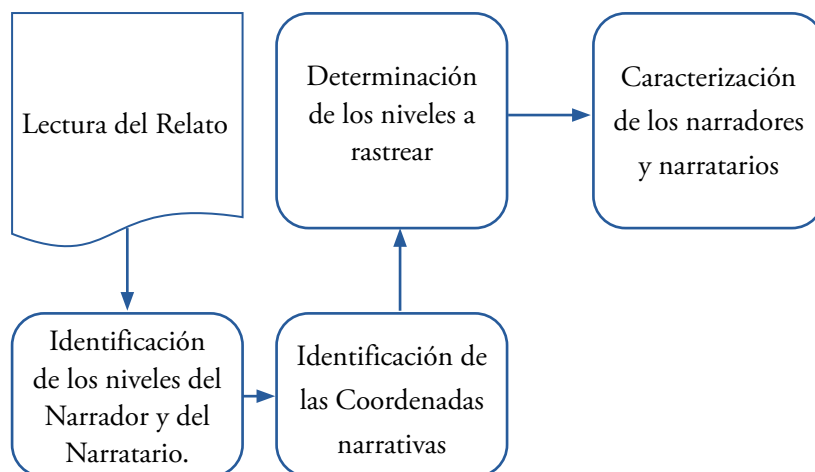 Lectura del Relato
Identificación
de los niveles del
Narrador y del
Narratario.
Identificación de
las Coordenadas
narrativas
Determinación
de los niveles a
rastrear
Caracterización
de los narradores
y narratarios